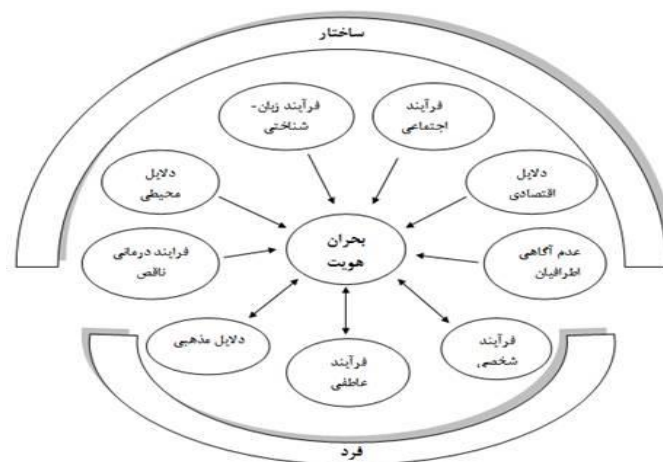 ساختار
فرآیند
اجتماعی
فرآیند زبان-
شناختی
دلایل
اقتصادی
دلایل
محیطی
بحران
هویت
عدم آگاهی
اطرافیان
فرایند درمانی
ناقص
فرآیند
شخصی
فرآیند
عاطفی
دلایل مذهبی
فرد